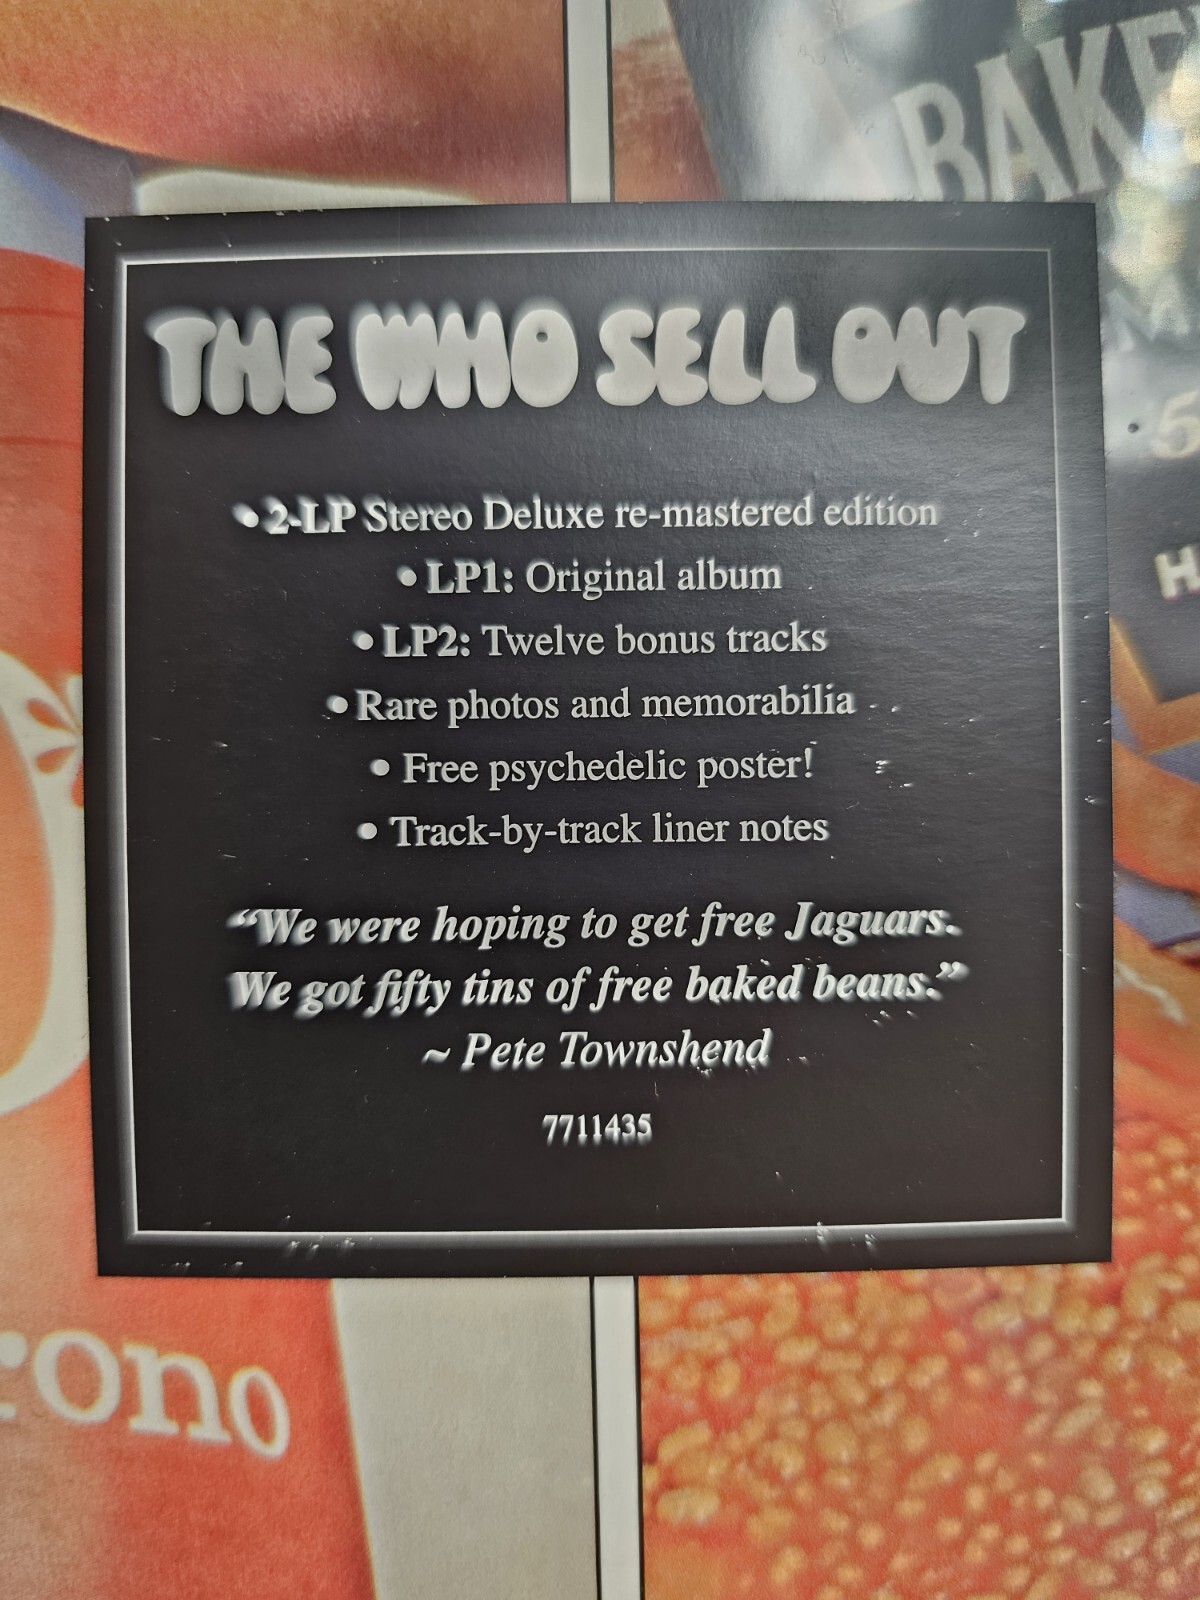 BAKE
THE WHO SELL OUT
• 2-LP Stereo Deluxe re-mastered edition
• LP1: Original album
• LP2: Twelve bonus tracks
• Rare photos and memorabilia
• Free psychedelic poster!
• Track-by-track liner notes
“We were hoping to get free Jaguars.
We got fifty tins of free baked beans.”
~ Pete Townshend
7711435
rono